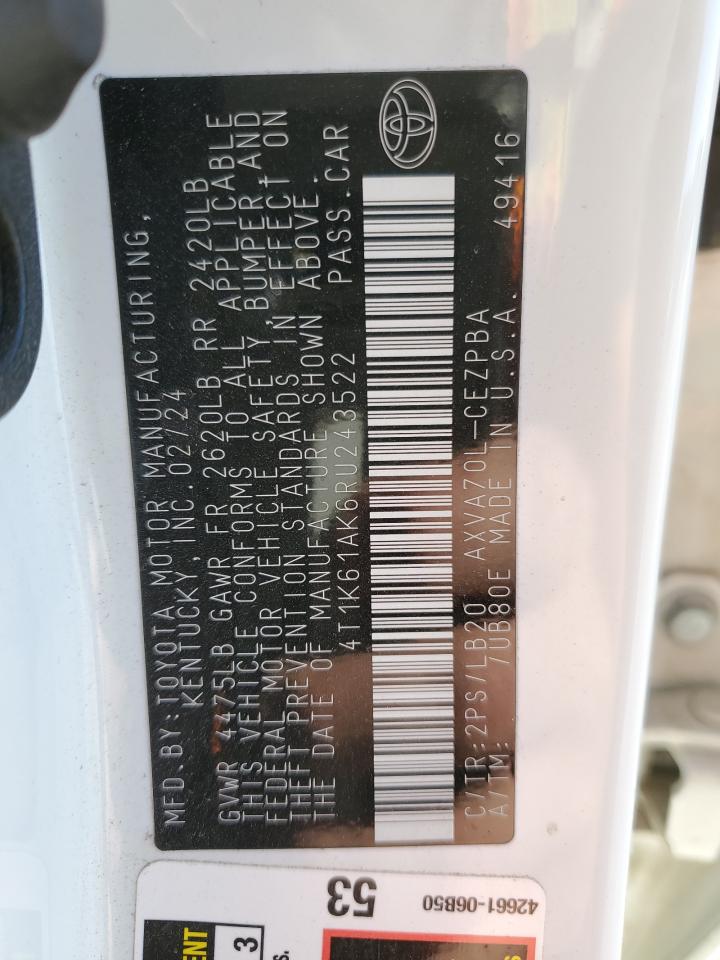 MFD.BY:TOYOTA MOTOR MANUFACTURING,
KENTUCKY, INC. 02/24
GVWR 4475LB GAWR FR 2620LB RR 2420LB
THIS VEHICLE CONFORMS TO ALL APPLICABLE
FEDERAL MOTOR VEHICLE SAFETY, BUMPER, AND
THEFT PREVENTION STANDARDS IN EFFECT ON
THE DATE OF MANUFACTURE SHOWN ABOVE.
4T1K61AK6RU243522 PASS.CAR
C/TR:2PS/LB20 AXVA70L-CEZPBA
A/TM: /UB80E MADE IN U.S.A. 49416
53
42661-06B50
3